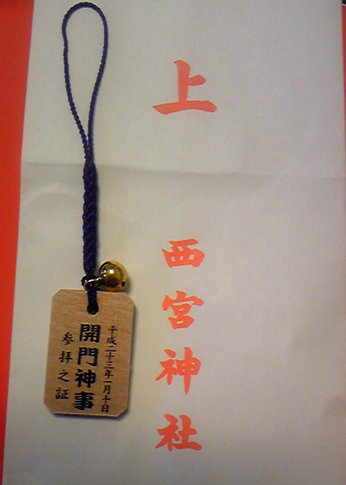 上
西宮神社
平成二十三年一月十日
開門神事
参拝之証